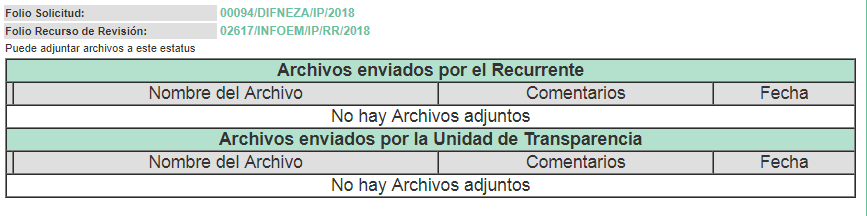 Folio Solicitud: 00094/DIFNEZA/IP/2018
Folio Recurso de Revisión: 02617/INFOEM/IP/RR/2018
Puede adjuntar archivos a este estatus
Archivos enviados por el Recurrente
Nombre del Archivo Comentarios Fecha
No hay Archivos adjuntos
Archivos enviados por la Unidad de Transparencia
Nombre del Archivo Comentarios Fecha
No hay Archivos adjuntos